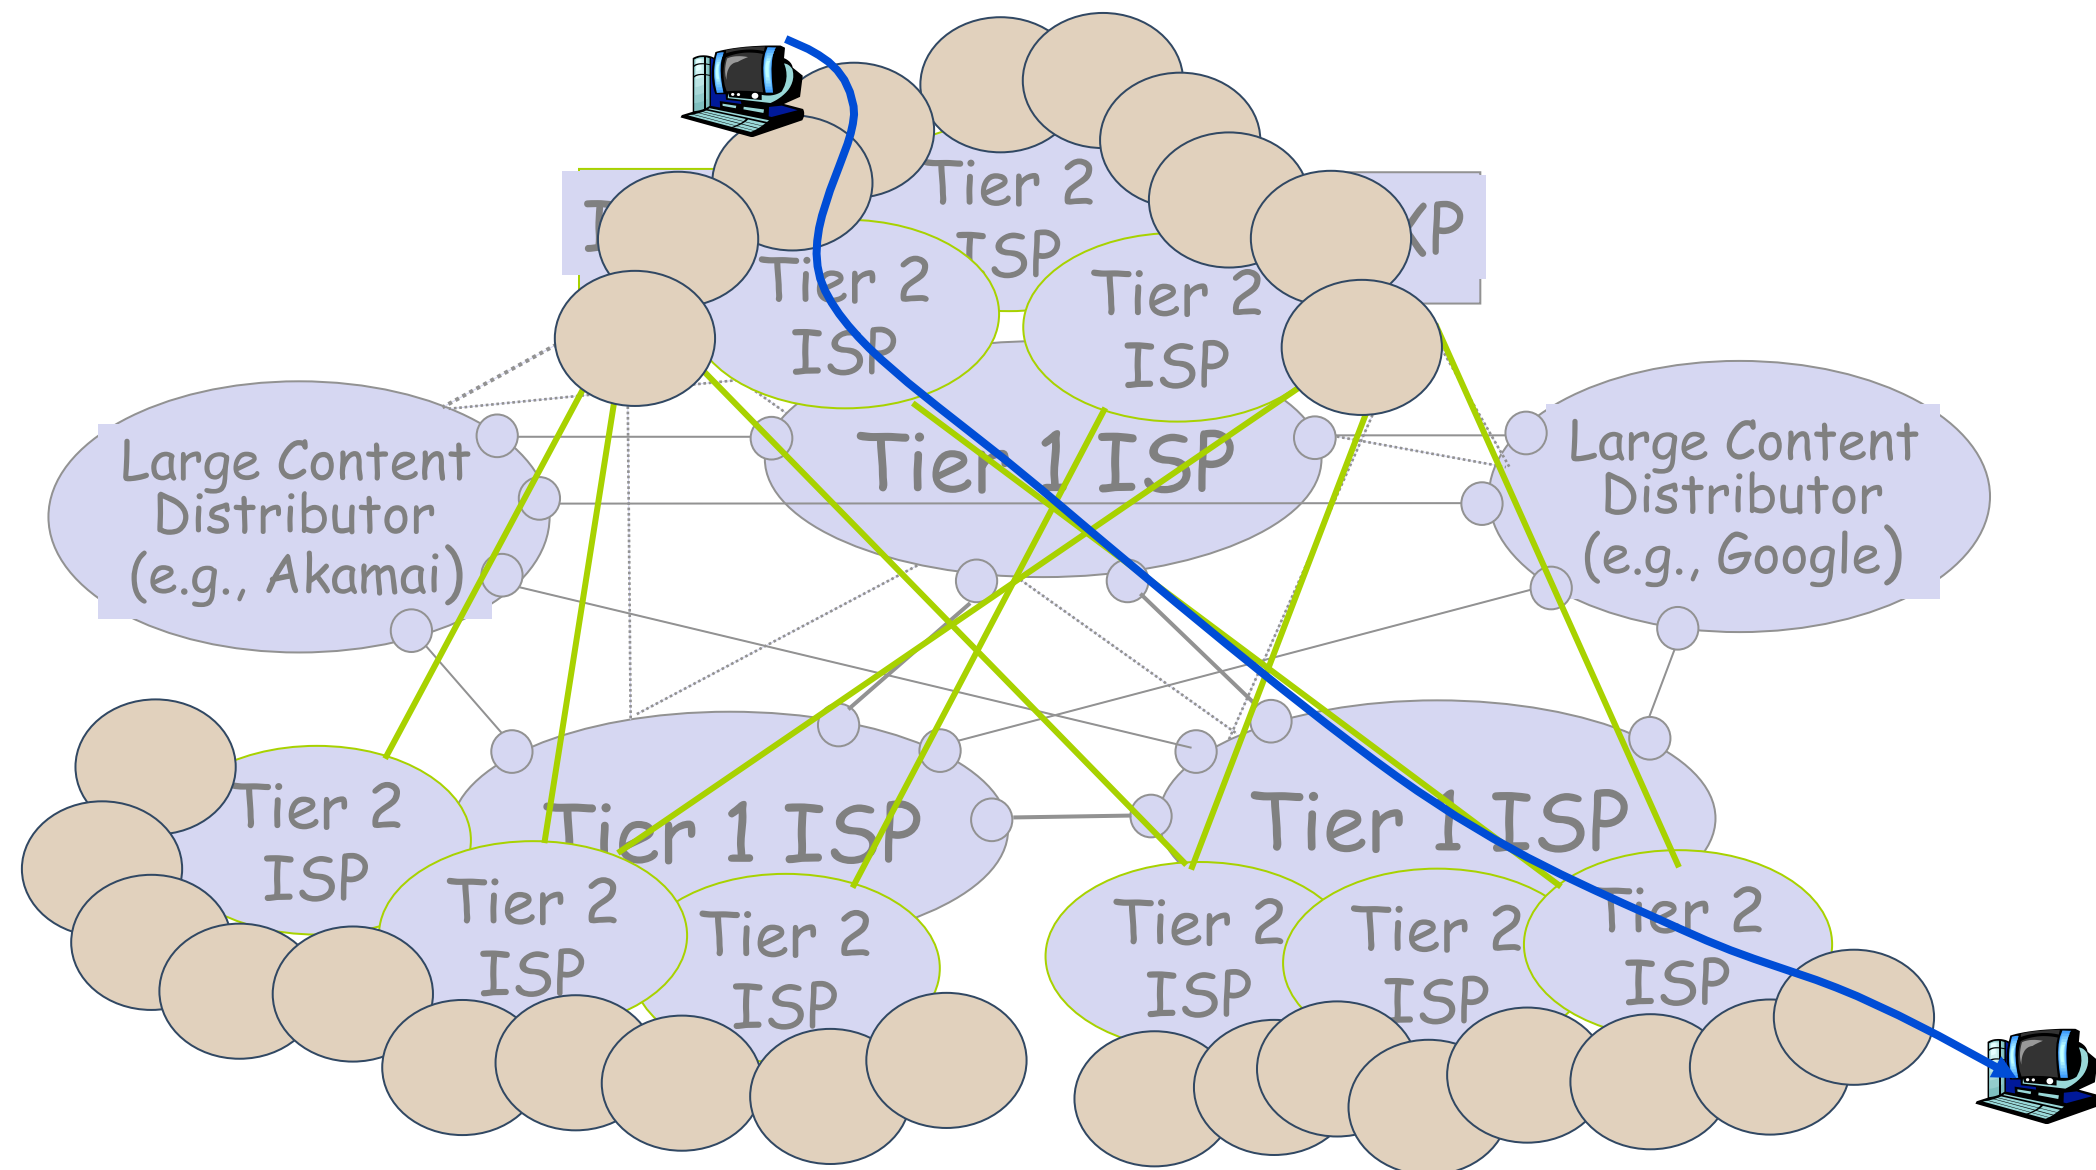 Tier 2
ISP
XP
Tier 2
ISP
Tier 2
ISP
Tier 1 ISP
Large Content
Distributor
(e.g., Akamai)
Large Content
Distributor
(e.g., Google)
Tier 1 ISP
Tier 1 ISP
Tier 2
ISP
Tier 2
ISP
Tier 2
ISP
Tier 2
ISP
Tier 2
ISP
Tier 2
ISP